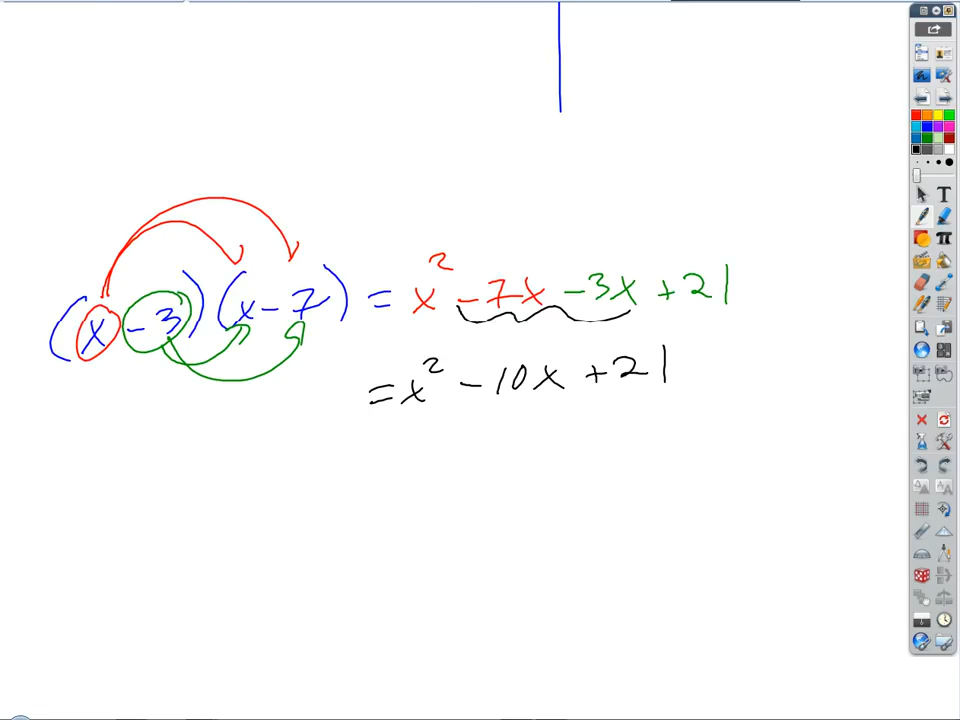 (x - 3)(x - 7) = x² - 7x - 3x + 21
= x² - 10x + 21